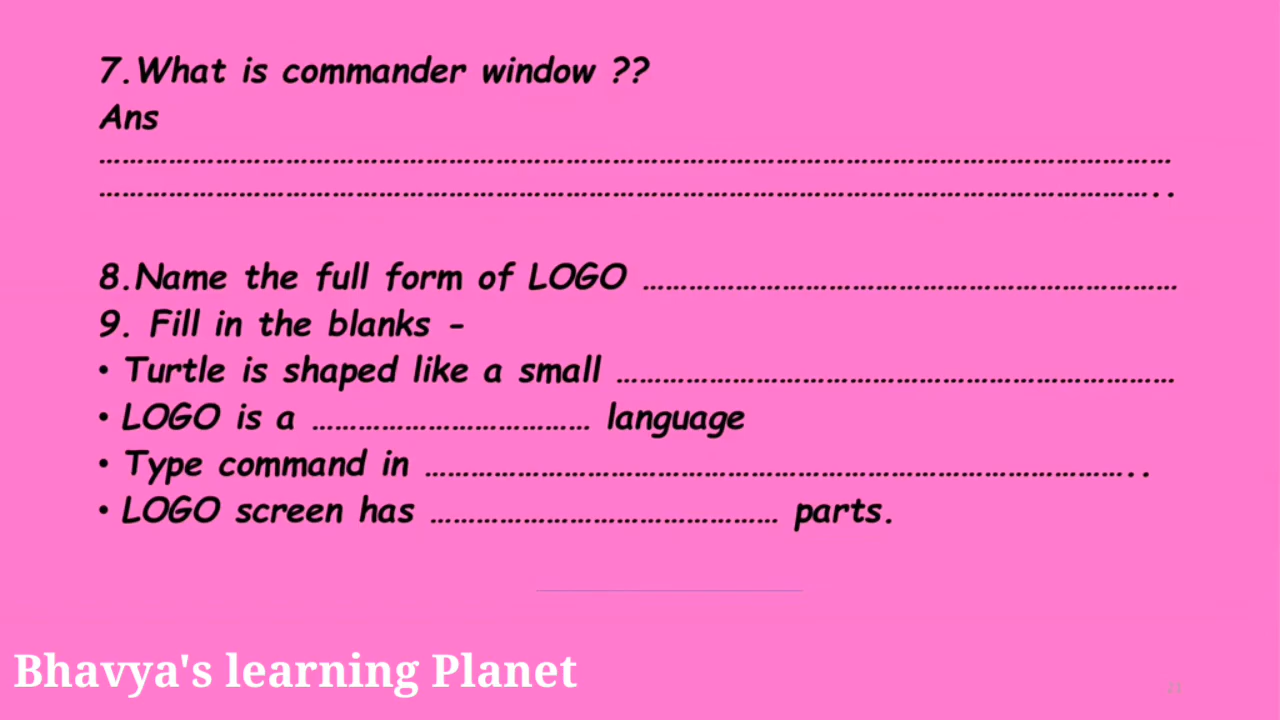 7.What is commander window ??
Ans
…………………………………………………………………………………………………………………………
………………………………………………………………………………………………………………………..
8.Name the full form of LOGO ……………………………………………………………
9. Fill in the blanks -
• Turtle is shaped like a small ………………………………………………………………
• LOGO is a ……………………………… language
• Type command in ………………………………………………………………………………..
• LOGO screen has ……………………………………… parts.
Bhavya's learning Planet